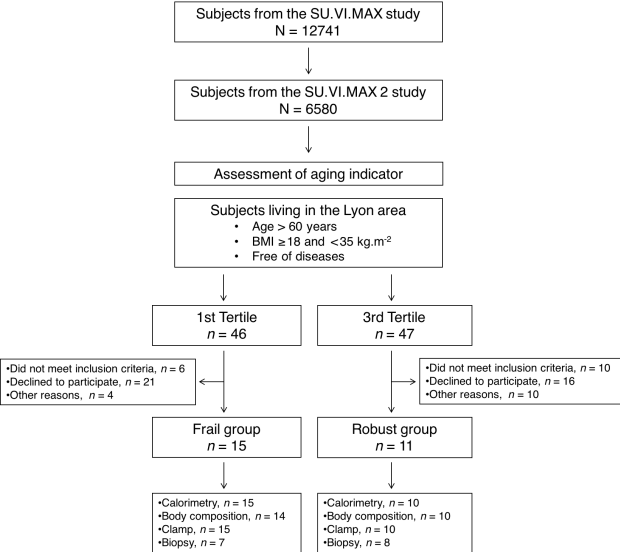 Subjects from the SU.VI.MAX study
N = 12741
Subjects from the SU.VI.MAX 2 study
N = 6580
Assessment of aging indicator
Subjects living in the Lyon area
• Age > 60 years
• BMI ≥18 and <35 kg.m-2
• Free of diseases
1st Tertile
n = 46
3rd Tertile
n = 47
•Did not meet inclusion criteria, n = 6
•Declined to participate, n = 21
•Other reasons, n = 4
•Did not meet inclusion criteria, n = 10
•Declined to participate, n = 16
•Other reasons, n = 10
Frail group
n = 15
Robust group
n = 11
•Calorimetry, n = 15
•Body composition, n = 14
•Clamp, n = 15
•Biopsy, n = 7
•Calorimetry, n = 10
•Body composition, n = 10
•Clamp, n = 10
•Biopsy, n = 8